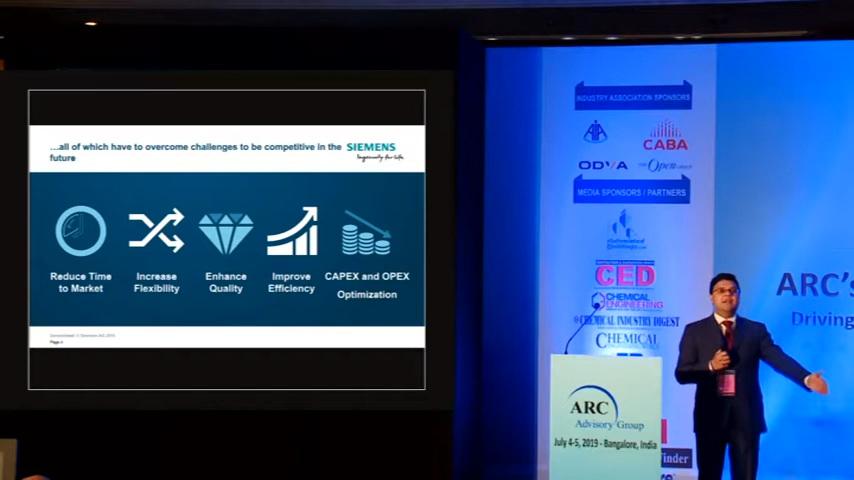 ...all of which have to overcome challenges to be competitive in the
future
SIEMENS
Ingenuity for life
Reduce Time
to Market
Increase
Flexibility
Enhance
Quality
Improve
Efficiency
CAPEX and OPEX
Optimization
INDUSTRY ASSOCIATION SPONSORS
CABA
ODVA
The Open GROUP
MEDIA SPONSORS / PARTNERS
CED
CHEMICAL
ENGINEERING
CHEMICAL INDUSTRY DIGEST
CHEMICAL
ARC
Advisory Group
July 4-5, 2019 - Bangalore, India
ARC's
Driving